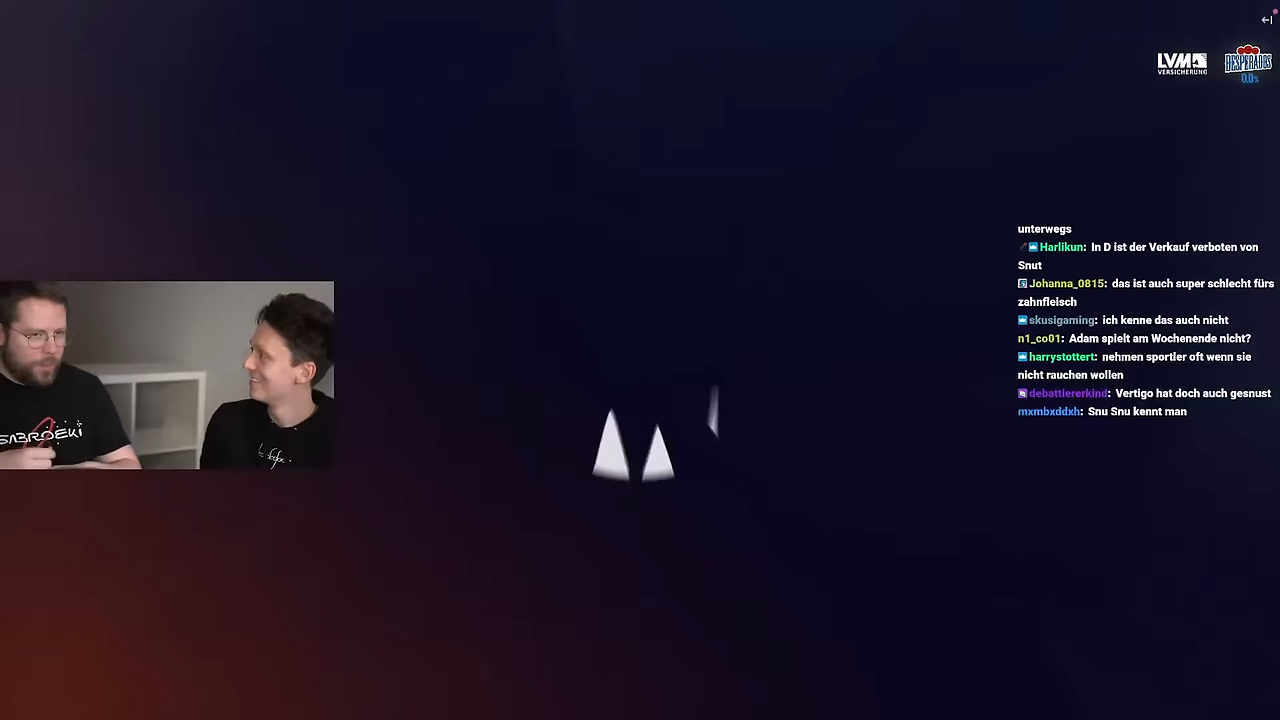 LVM
VERSICHERUNG
DESPERADOS
0.0%
unterwegs
Harlikun: In D ist der Verkauf verboten von
Snut
Johanna_0815: das ist auch super schlecht fürs
zahnfleisch
skusigaming: ich kenne das auch nicht
n1_co01: Adam spielt am Wochenende nicht?
harrystottert: nehmen sportler oft wenn sie
nicht rauchen wollen
debattiererkind: Vertigo hat doch auch gesnust
mxmbxddxh: Snu Snu kennt man